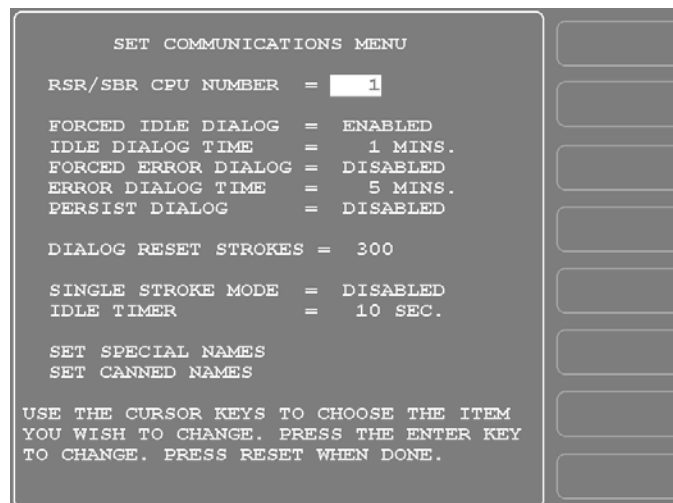 SET COMMUNICATIONS MENU
RSR/SBR CPU NUMBER = 1
FORCED IDLE DIALOG = ENABLED
IDLE DIALOG TIME = 1 MINS.
FORCED ERROR DIALOG = DISABLED
ERROR DIALOG TIME = 5 MINS.
PERSIST DIALOG = DISABLED
DIALOG RESET STROKES = 300
SINGLE STROKE MODE = DISABLED
IDLE TIMER = 10 SEC.
SET SPECIAL NAMES
SET CANNED NAMES
USE THE CURSOR KEYS TO CHOOSE THE ITEM
YOU WISH TO CHANGE. PRESS THE ENTER KEY
TO CHANGE. PRESS RESET WHEN DONE.